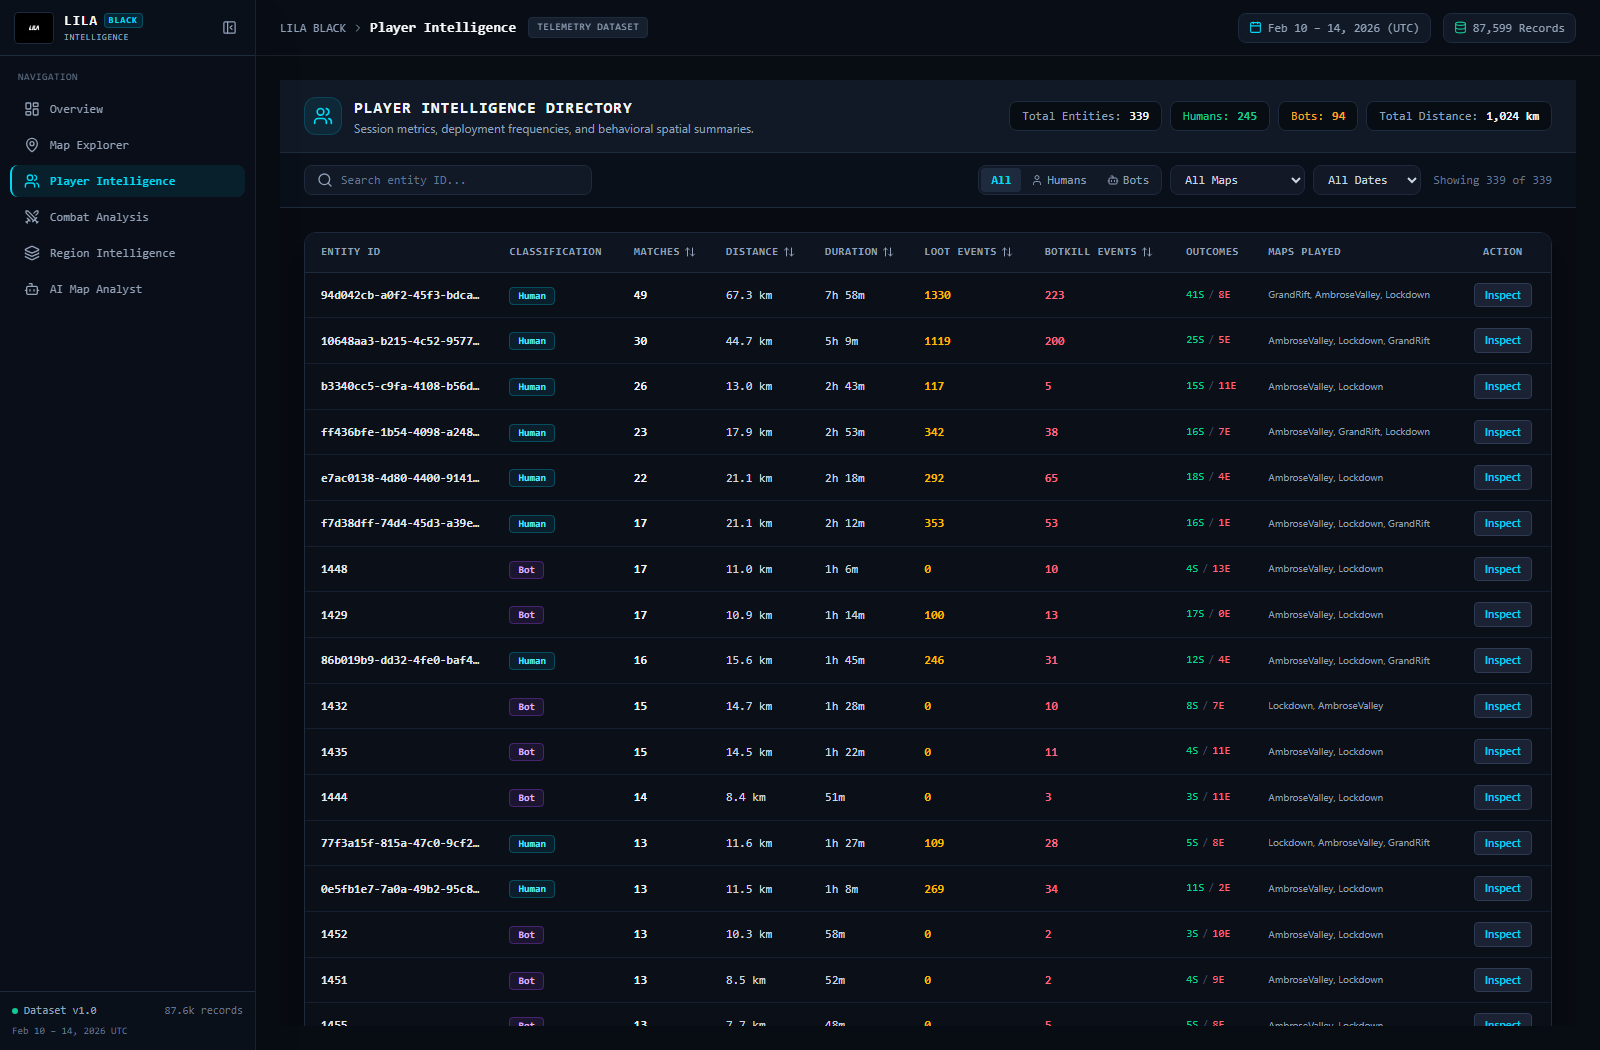 LILA
LILA BLACK
INTELLIGENCE
NAVIGATION
Overview
Map Explorer
Player Intelligence
Combat Analysis
Region Intelligence
AI Map Analyst
Dataset v1.0 87.6k records
Feb 10 – 14, 2026 UTC
LILA BLACK > Player Intelligence TELEMETRY DATASET Feb 10 – 14, 2026 (UTC) 87,599 Records
PLAYER INTELLIGENCE DIRECTORY
Session metrics, deployment frequencies, and behavioral spatial summaries.
Total Entities: 339 Humans: 245 Bots: 94 Total Distance: 1,024 km
Search entity ID... All Humans Bots All Maps All Dates Showing 339 of 339
ENTITY ID CLASSIFICATION MATCHES DISTANCE DURATION LOOT EVENTS BOTKILL EVENTS OUTCOMES MAPS PLAYED ACTION
94d042cb-a0f2-45f3-bdca… Human 49 67.3 km 7h 58m 1330 223 41S / 8E GrandRift, AmbroseValley, Lockdown Inspect
10648aa3-b215-4c52-9577… Human 30 44.7 km 5h 9m 1119 200 25S / 5E AmbroseValley, Lockdown, GrandRift Inspect
b3340cc5-c9fa-4108-b56d… Human 26 13.0 km 2h 43m 117 5 15S / 11E AmbroseValley, Lockdown Inspect
ff436bfe-1b54-4098-a248… Human 23 17.9 km 2h 53m 342 38 16S / 7E AmbroseValley, GrandRift, Lockdown Inspect
e7ac0138-4d80-4400-9141… Human 22 21.1 km 2h 18m 292 65 18S / 4E AmbroseValley, Lockdown Inspect
f7d38dff-74d4-45d3-a39e… Human 17 21.1 km 2h 12m 353 53 16S / 1E AmbroseValley, Lockdown, GrandRift Inspect
1448 Bot 17 11.0 km 1h 6m 0 10 4S / 13E AmbroseValley, Lockdown Inspect
1429 Bot 17 10.9 km 1h 14m 100 13 17S / 0E AmbroseValley, Lockdown Inspect
86b019b9-dd32-4fe0-baf4… Human 16 15.6 km 1h 45m 246 31 12S / 4E AmbroseValley, Lockdown, GrandRift Inspect
1432 Bot 15 14.7 km 1h 28m 0 10 8S / 7E Lockdown, AmbroseValley Inspect
1435 Bot 15 14.5 km 1h 22m 0 11 4S / 11E AmbroseValley, Lockdown Inspect
1444 Bot 14 8.4 km 51m 0 3 3S / 11E AmbroseValley, Lockdown Inspect
77f3a15f-815a-47c0-9cf2… Human 13 11.6 km 1h 27m 109 28 5S / 8E Lockdown, AmbroseValley, GrandRift Inspect
0e5fb1e7-7a0a-49b2-95c8… Human 13 11.5 km 1h 8m 269 34 11S / 2E AmbroseValley, Lockdown Inspect
1452 Bot 13 10.3 km 58m 0 2 3S / 10E AmbroseValley, Lockdown Inspect
1451 Bot 13 8.5 km 52m 0 2 4S / 9E AmbroseValley, Lockdown Inspect
1455 Bot 13 7.7 km 48m 0 5 5S / 8E AmbroseValley, Lockdown Inspect